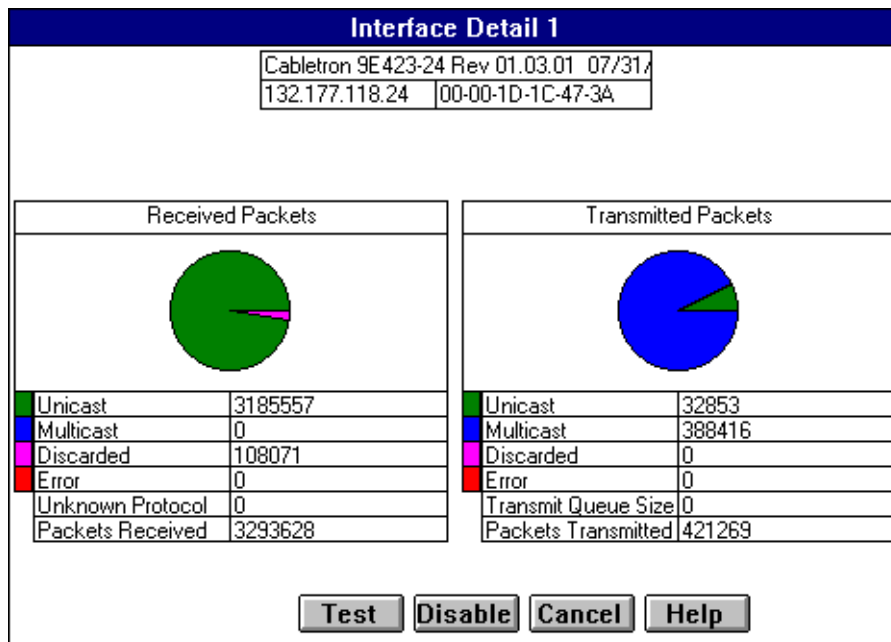 Interface Detail 1
Cabletron 9E423-24 Rev 01.03.01 07/31/
132.177.118.24 00-00-1D-1C-47-3A
Received Packets
Unicast 3185557
Multicast 0
Discarded 108071
Error 0
Unknown Protocol 0
Packets Received 3293628
Transmitted Packets
Unicast 32853
Multicast 388416
Discarded 0
Error 0
Transmit Queue Size 0
Packets Transmitted 421269
Test Disable Cancel Help